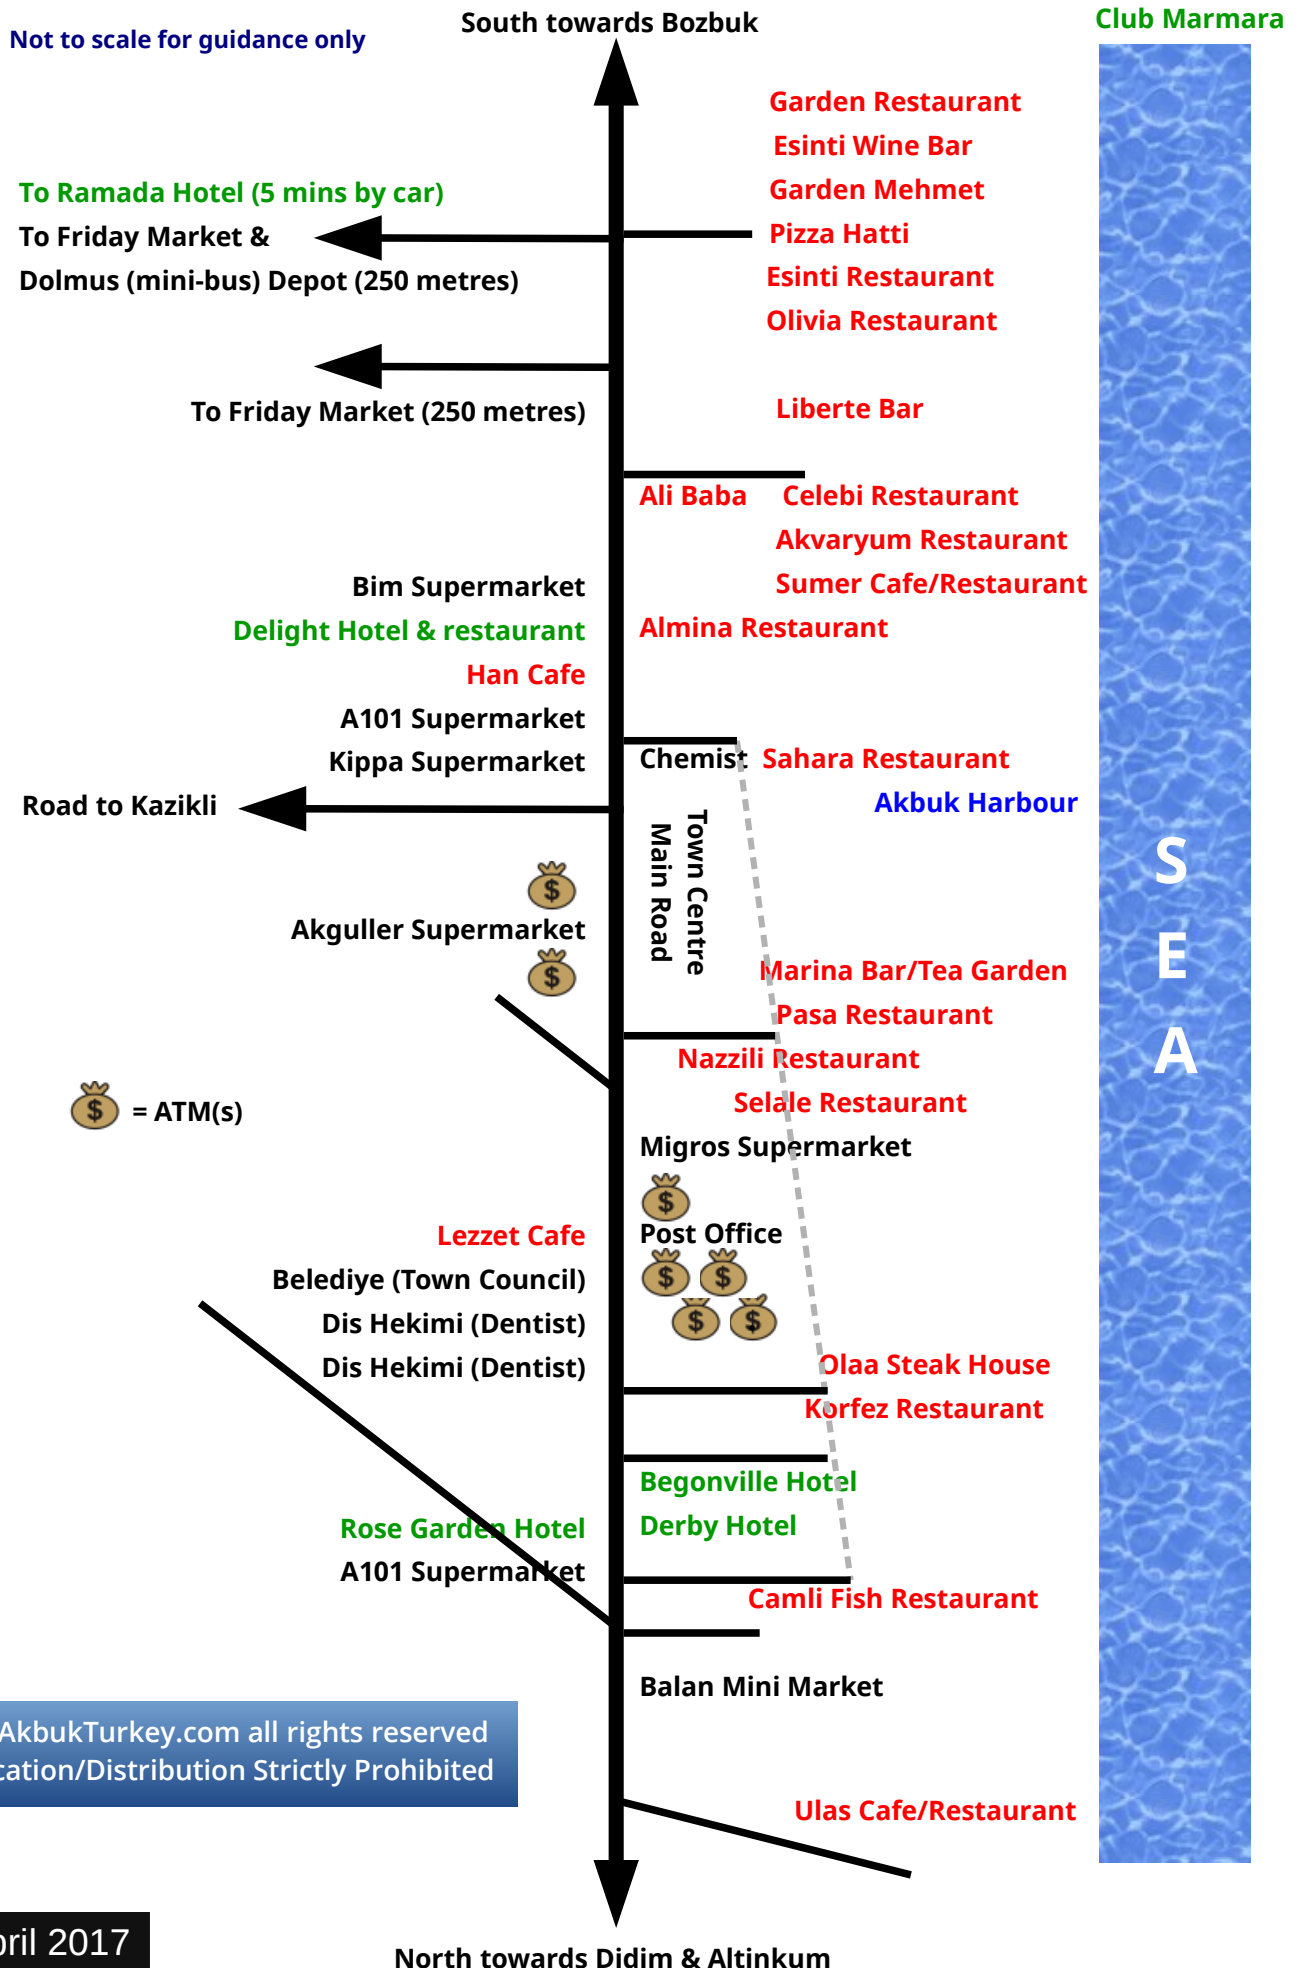 South towards Bozbuk
Club Marmara
Not to scale for guidance only
Garden Restaurant
Esinti Wine Bar
To Ramada Hotel (5 mins by car)
Garden Mehmet
To Friday Market &
Pizza Hatti
Dolmus (mini-bus) Depot (250 metres)
Esinti Restaurant
Olivia Restaurant
To Friday Market (250 metres)
Liberte Bar
Ali Baba
Celebi Restaurant
Akvaryum Restaurant
Bim Supermarket
Sumer Cafe/Restaurant
Delight Hotel & restaurant
Almina Restaurant
Han Cafe
A101 Supermarket
Kippa Supermarket
Chemist
Sahara Restaurant
Road to Kazikli
Akbuk Harbour
Town Centre
Main Road
S
E
A
$
Akguller Supermarket
$
Marina Bar/Tea Garden
Pasa Restaurant
Nazzili Restaurant
Selale Restaurant
$ = ATM(s)
Migros Supermarket
$
Lezzet Cafe
Post Office
Belediye (Town Council)
$ $
Dis Hekimi (Dentist)
$ $
Dis Hekimi (Dentist)
Olaa Steak House
Korfez Restaurant
Begonville Hotel
Rose Garden Hotel
Derby Hotel
A101 Supermarket
Camli Fish Restaurant
Balan Mini Market
AkbukTurkey.com all rights reserved
cation/Distribution Strictly Prohibited
Ulas Cafe/Restaurant
pril 2017
North towards Didim & Altinkum